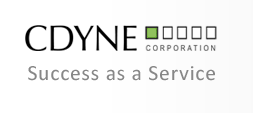 CDYNE
CORPORATION
Success as a Service